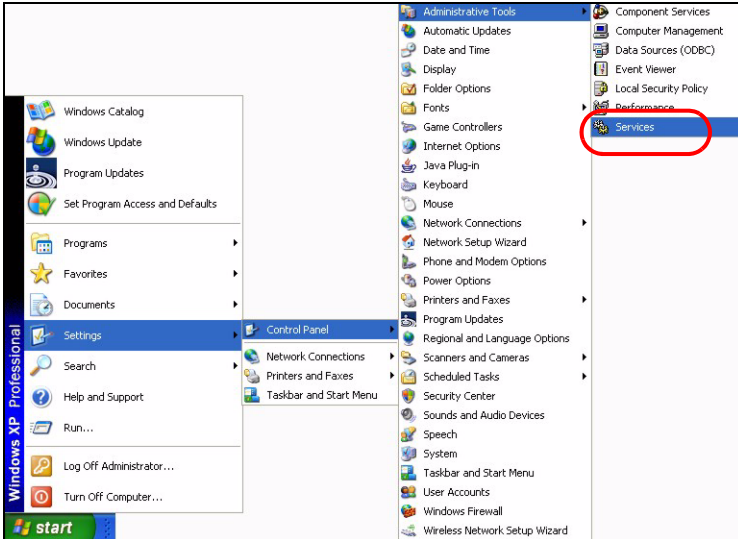 Windows Catalog
Windows Update
Program Updates
Set Program Access and Defaults
Programs
Favorites
Documents
Settings
Search
Help and Support
Run...
Log Off Administrator...
Turn Off Computer...
Windows XP Professional
start
Control Panel
Network Connections
Printers and Faxes
Taskbar and Start Menu
Administrative Tools
Automatic Updates
Date and Time
Display
Folder Options
Fonts
Game Controllers
Internet Options
Java Plug-in
Keyboard
Mouse
Network Connections
Network Setup Wizard
Phone and Modem Options
Power Options
Printers and Faxes
Program Updates
Regional and Language Options
Scanners and Cameras
Scheduled Tasks
Security Center
Sounds and Audio Devices
Speech
System
Taskbar and Start Menu
User Accounts
Windows Firewall
Wireless Network Setup Wizard
Component Services
Computer Management
Data Sources (ODBC)
Event Viewer
Local Security Policy
Performance
Services